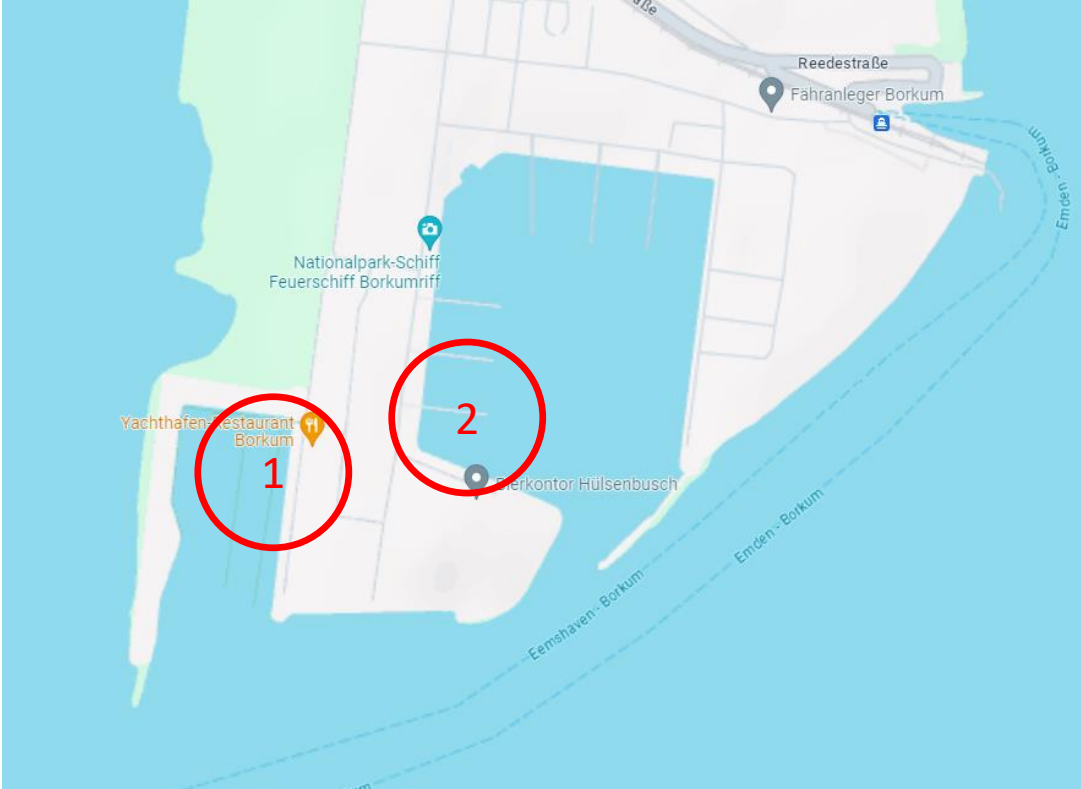 ße
Reedestraße
Fähranleger Borkum
Emden - Borkum
Nationalpark-Schiff
Feuerschiff Borkumriff
Yachthafen-Restaurant
Borkum
1
2
Bierkontor Hülsenbusch
Emden - Borkum
Eemshaven - Borkum